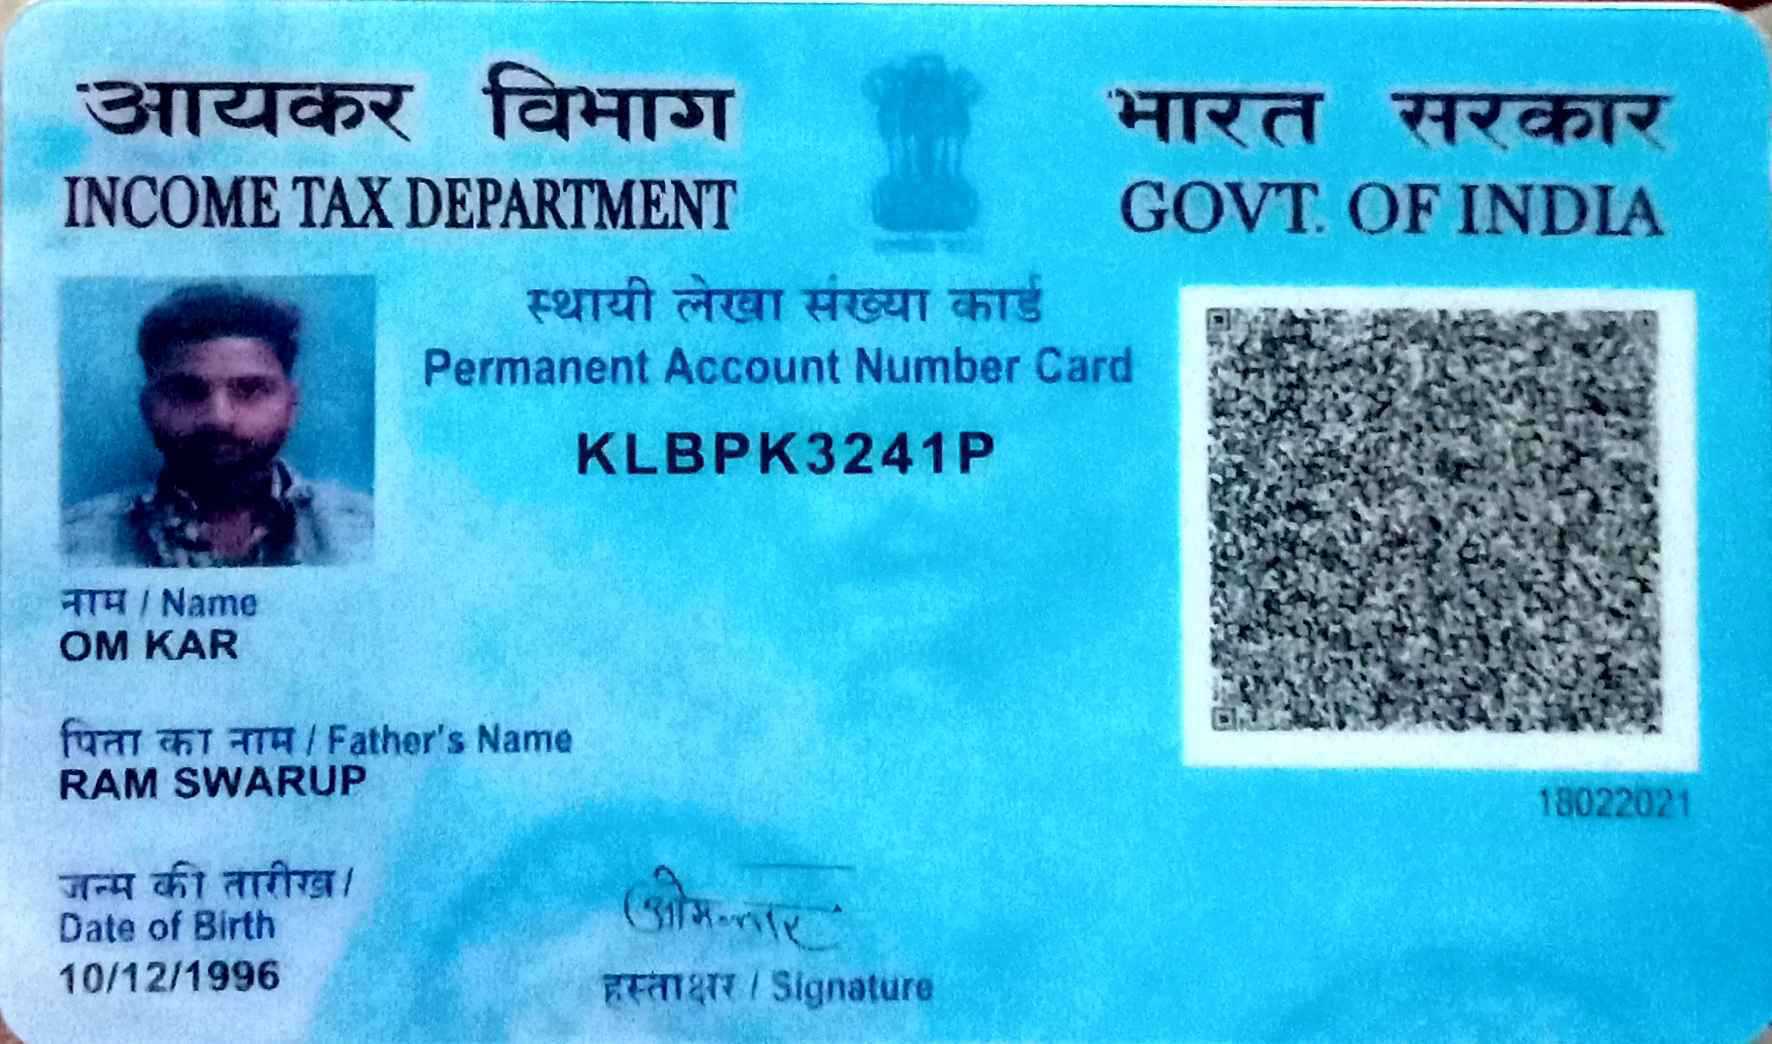 आयकर विभाग
INCOME TAX DEPARTMENT
भारत सरकार
GOVT. OF INDIA
स्थायी लेखा संख्या कार्ड
Permanent Account Number Card
KLBPK3241P
नाम / Name
OM KAR
पिता का नाम / Father's Name
RAM SWARUP
18022021
जन्म की तारीख /
Date of Birth
10/12/1996
हस्ताक्षर / Signature